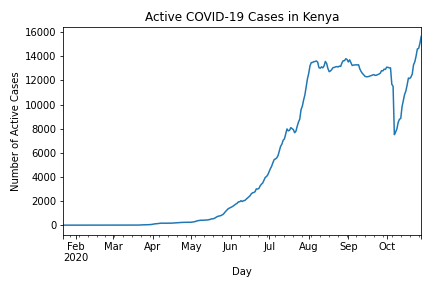 Active COVID-19 Cases in Kenya
16000
14000
12000
10000
8000
6000
4000
2000
0
Number of Active Cases
Feb Mar Apr May Jun Jul Aug Sep Oct
2020
Day